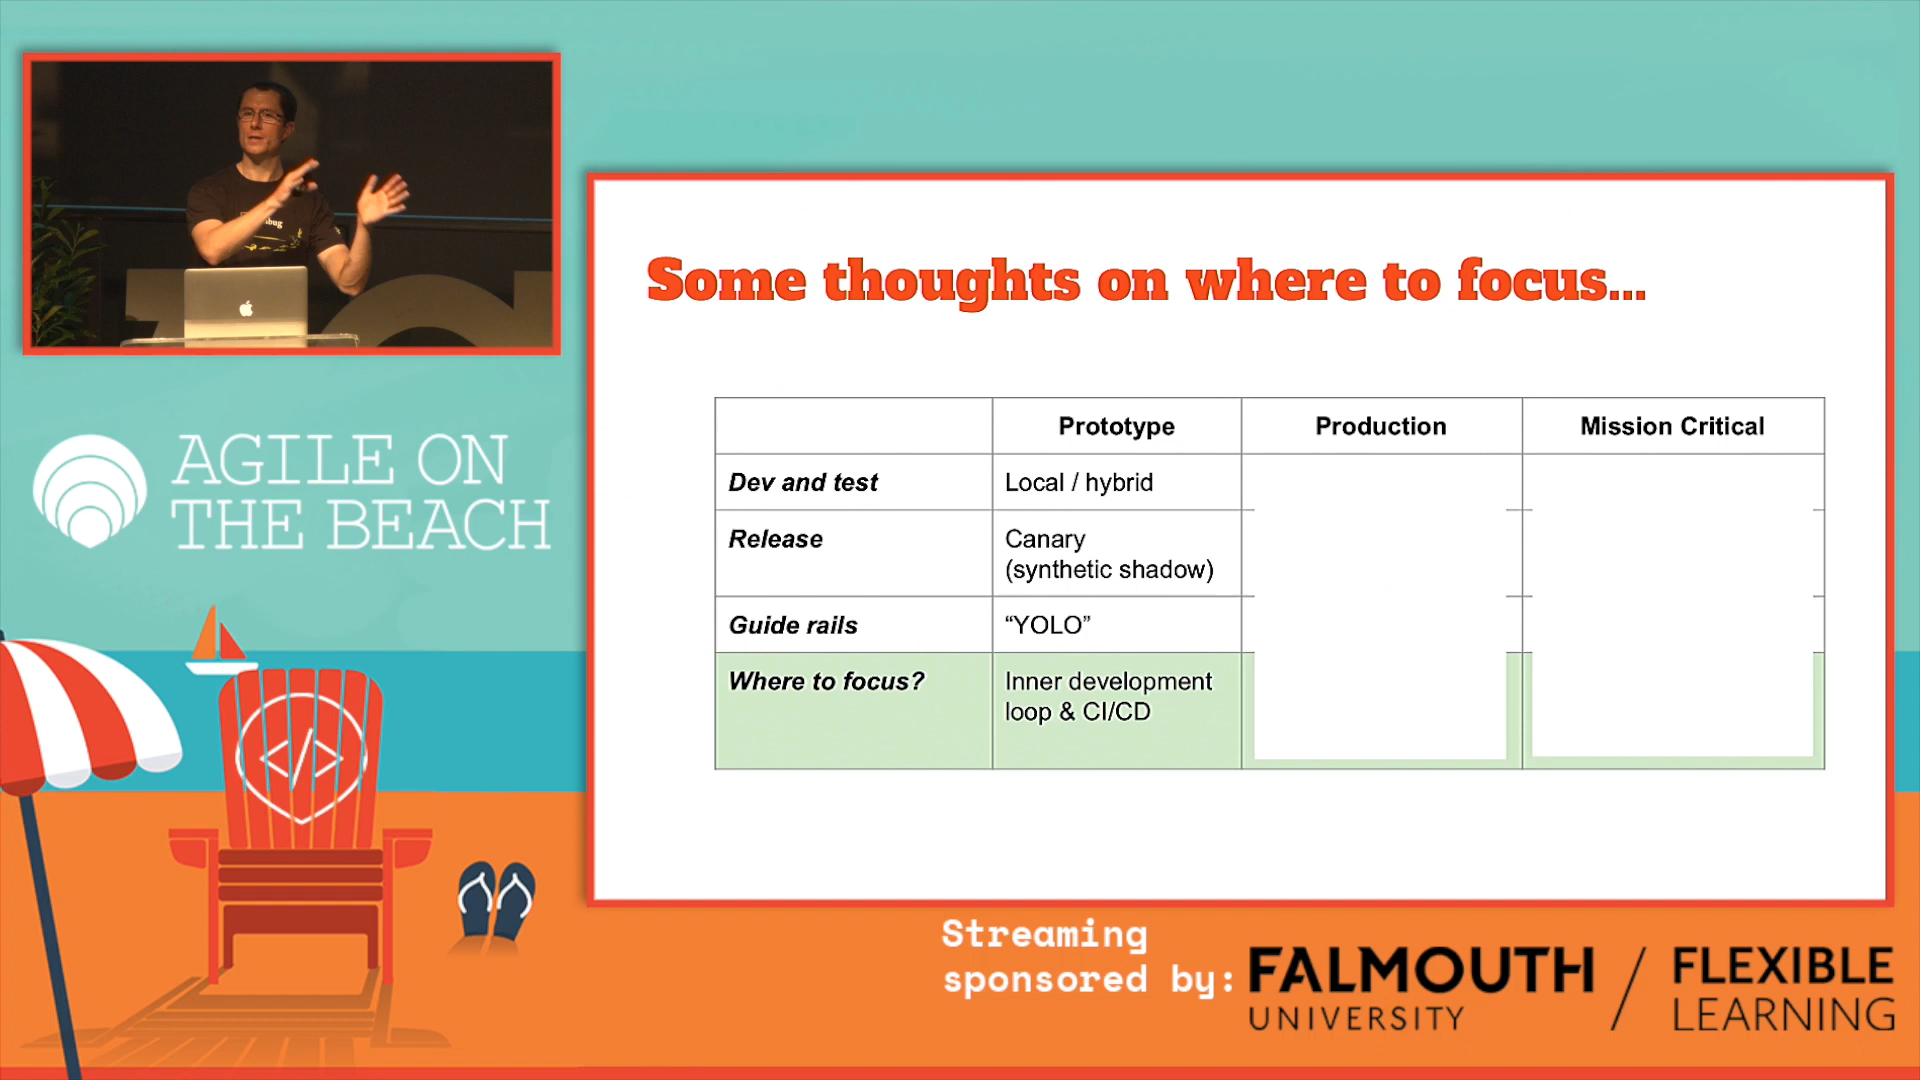 AGILE ON
THE BEACH
Some thoughts on where to focus...
Prototype Production Mission Critical
Dev and test Local / hybrid
Release Canary
(synthetic shadow)
Guide rails “YOLO”
Where to focus? Inner development
loop & CI/CD
</>
Streaming
sponsored by:
FALMOUTH
UNIVERSITY
/
FLEXIBLE
LEARNING